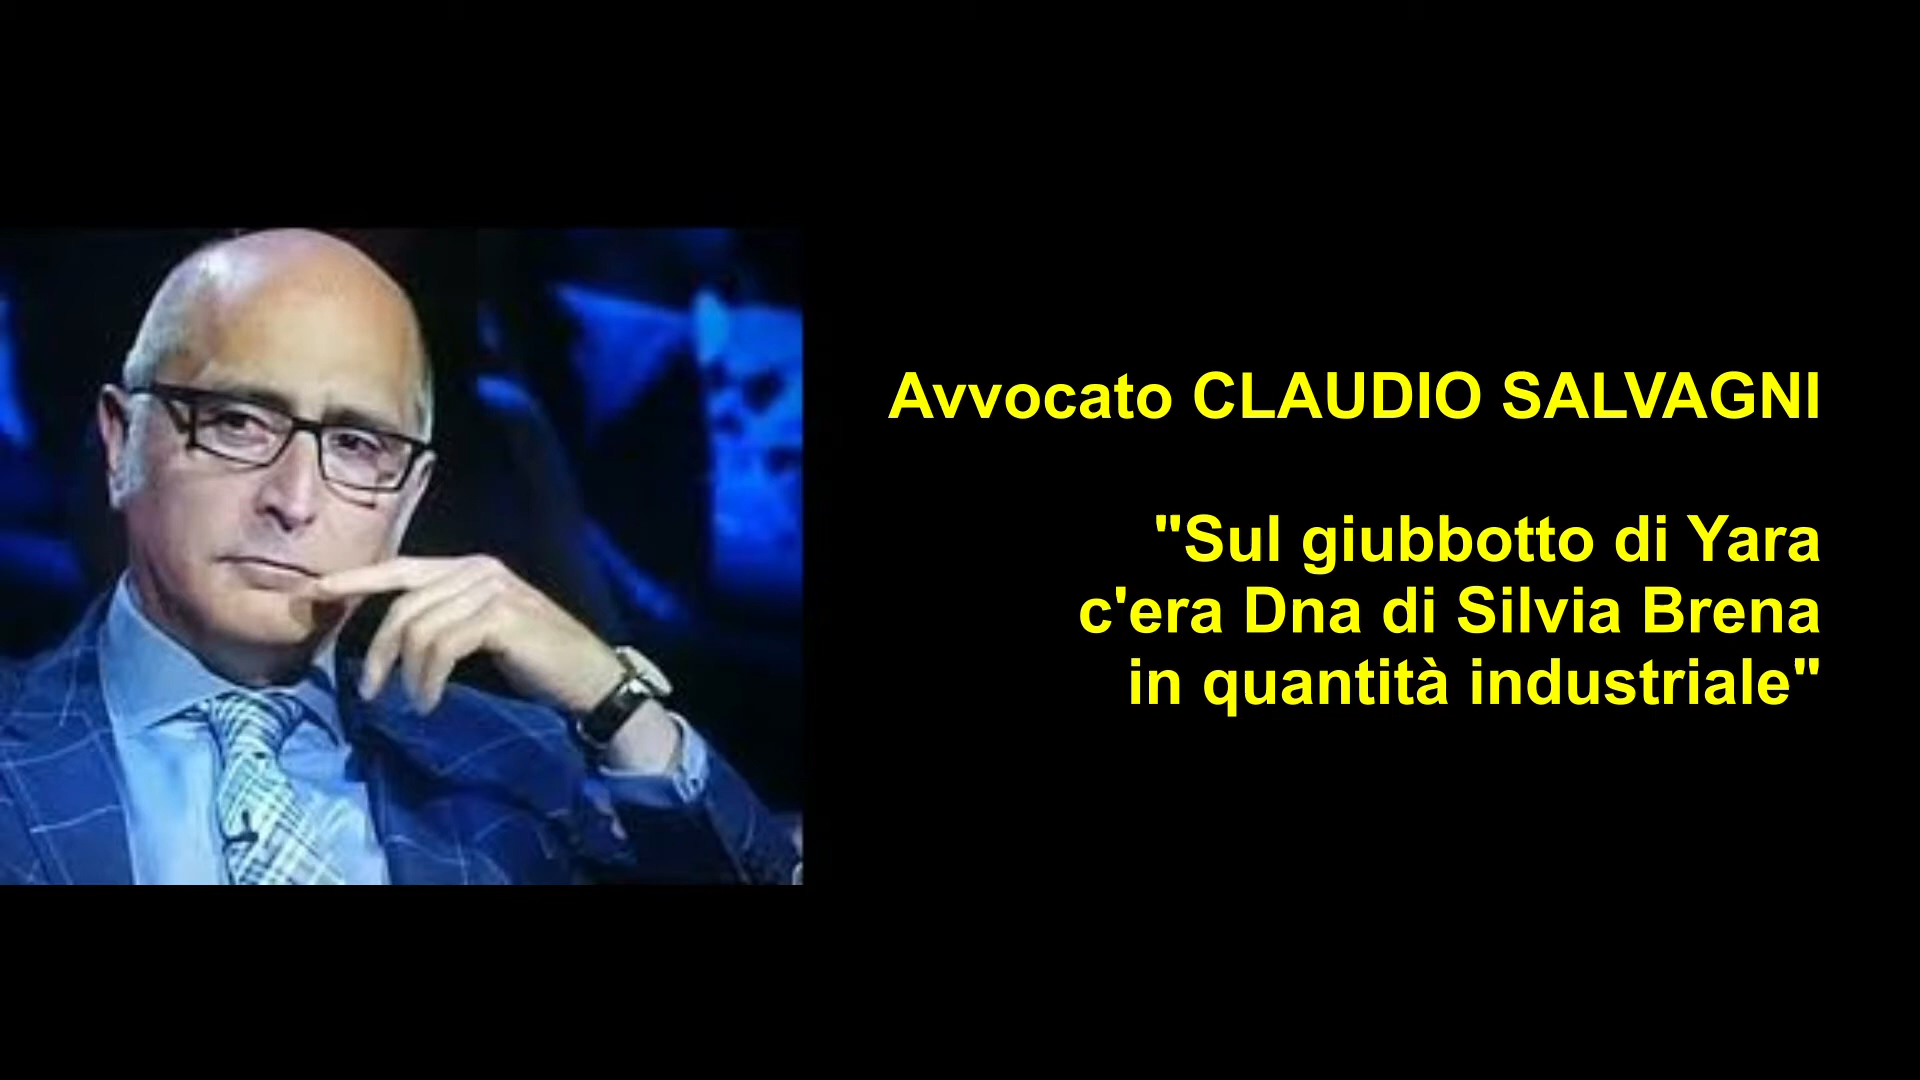 Avvocato CLAUDIO SALVAGNI
"Sul giubbotto di Yara
c'era Dna di Silvia Brena
in quantità industriale"